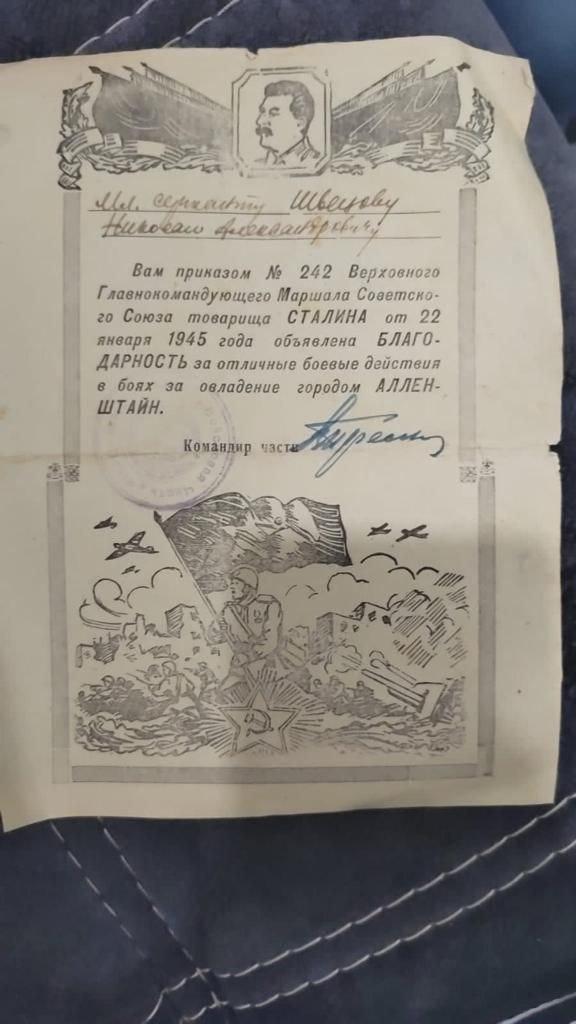 Мл. сержанту Швецову
Николаю Александровичу
Вам приказом № 242 Верховного
Главнокомандующего Маршала Советско-
го Союза товарища СТАЛИНА от 22
января 1945 года объявлена БЛАГО-
ДАРНОСТЬ за отличные боевые действия
в боях за овладение городом АЛЛЕН-
ШТАЙН.
Командир части